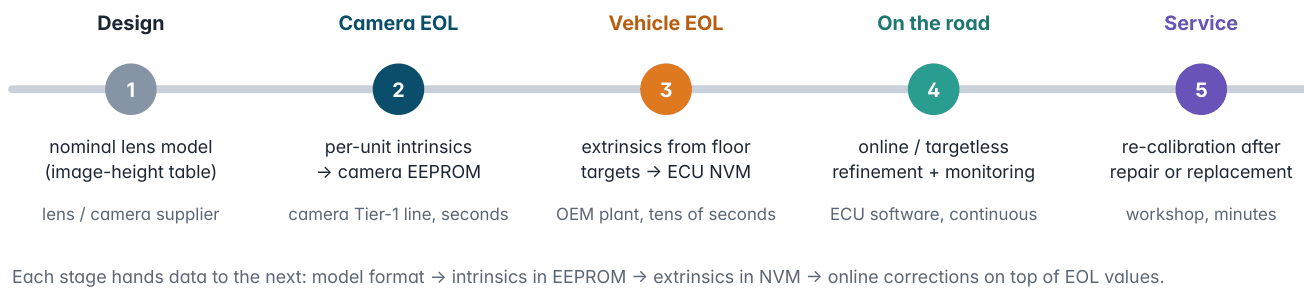 Design
Camera EOL
Vehicle EOL
On the road
Service
1
2
3
4
5
nominal lens model
(image-height table)
per-unit intrinsics
→ camera EEPROM
extrinsics from floor
targets → ECU NVM
online / targetless
refinement + monitoring
re-calibration after
repair or replacement
lens / camera supplier
camera Tier-1 line, seconds
OEM plant, tens of seconds
ECU software, continuous
workshop, minutes
Each stage hands data to the next: model format → intrinsics in EEPROM → extrinsics in NVM → online corrections on top of EOL values.